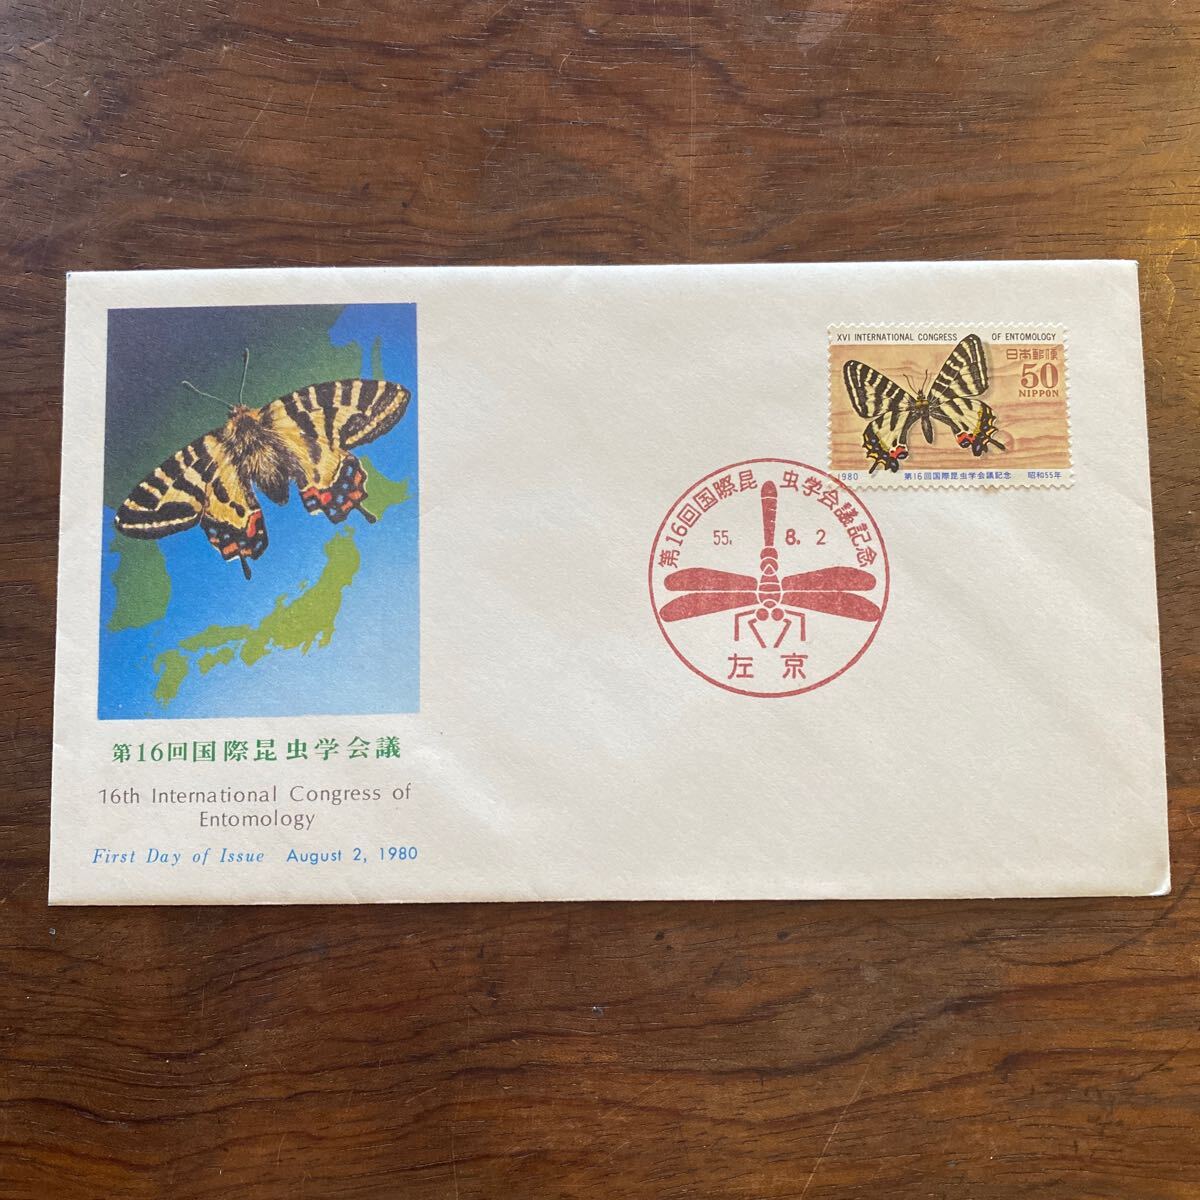 XVI INTERNATIONAL CONGRESS OF ENTOMOLOGY
日本郵便
50
NIPPON
1980 第16回国際昆虫学会議記念 昭和55年
第16回国際昆虫学会議記念
55. 8. 2
左京
第16回国際昆虫学会議
16th International Congress of
Entomology
First Day of Issue August 2, 1980